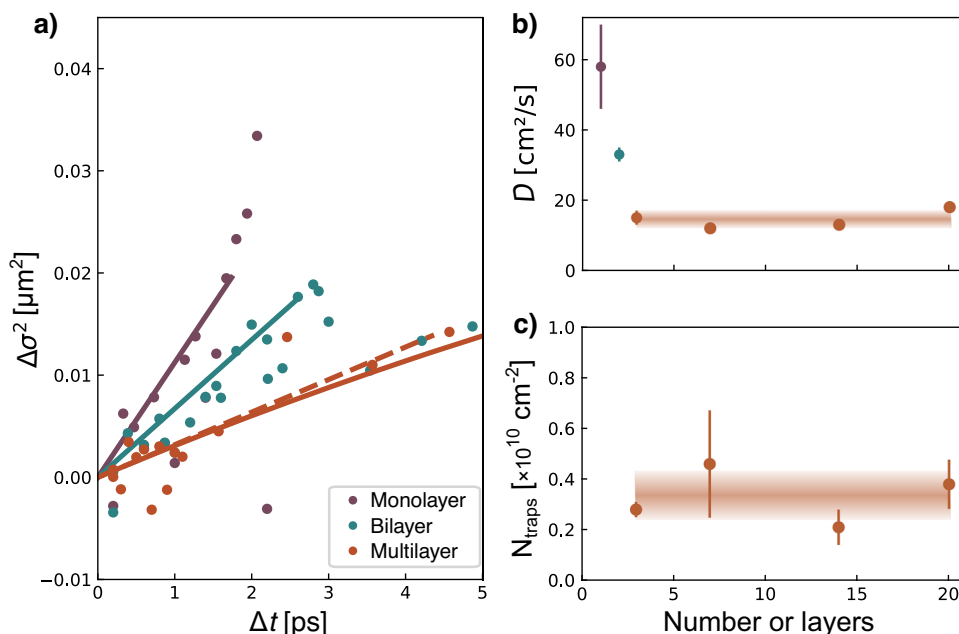 a)
0.04
0.03
0.02
0.01
0.00
−0.01
Δσ² [μm²]
0
1
2
3
4
5
Δt [ps]
Monolayer
Bilayer
Multilayer
b)
60
40
20
0
D [cm²/s]
c)
1.0
0.8
0.6
0.4
0.2
0.0
N_traps [×10¹⁰ cm⁻²]
0
5
10
15
20
Number or layers